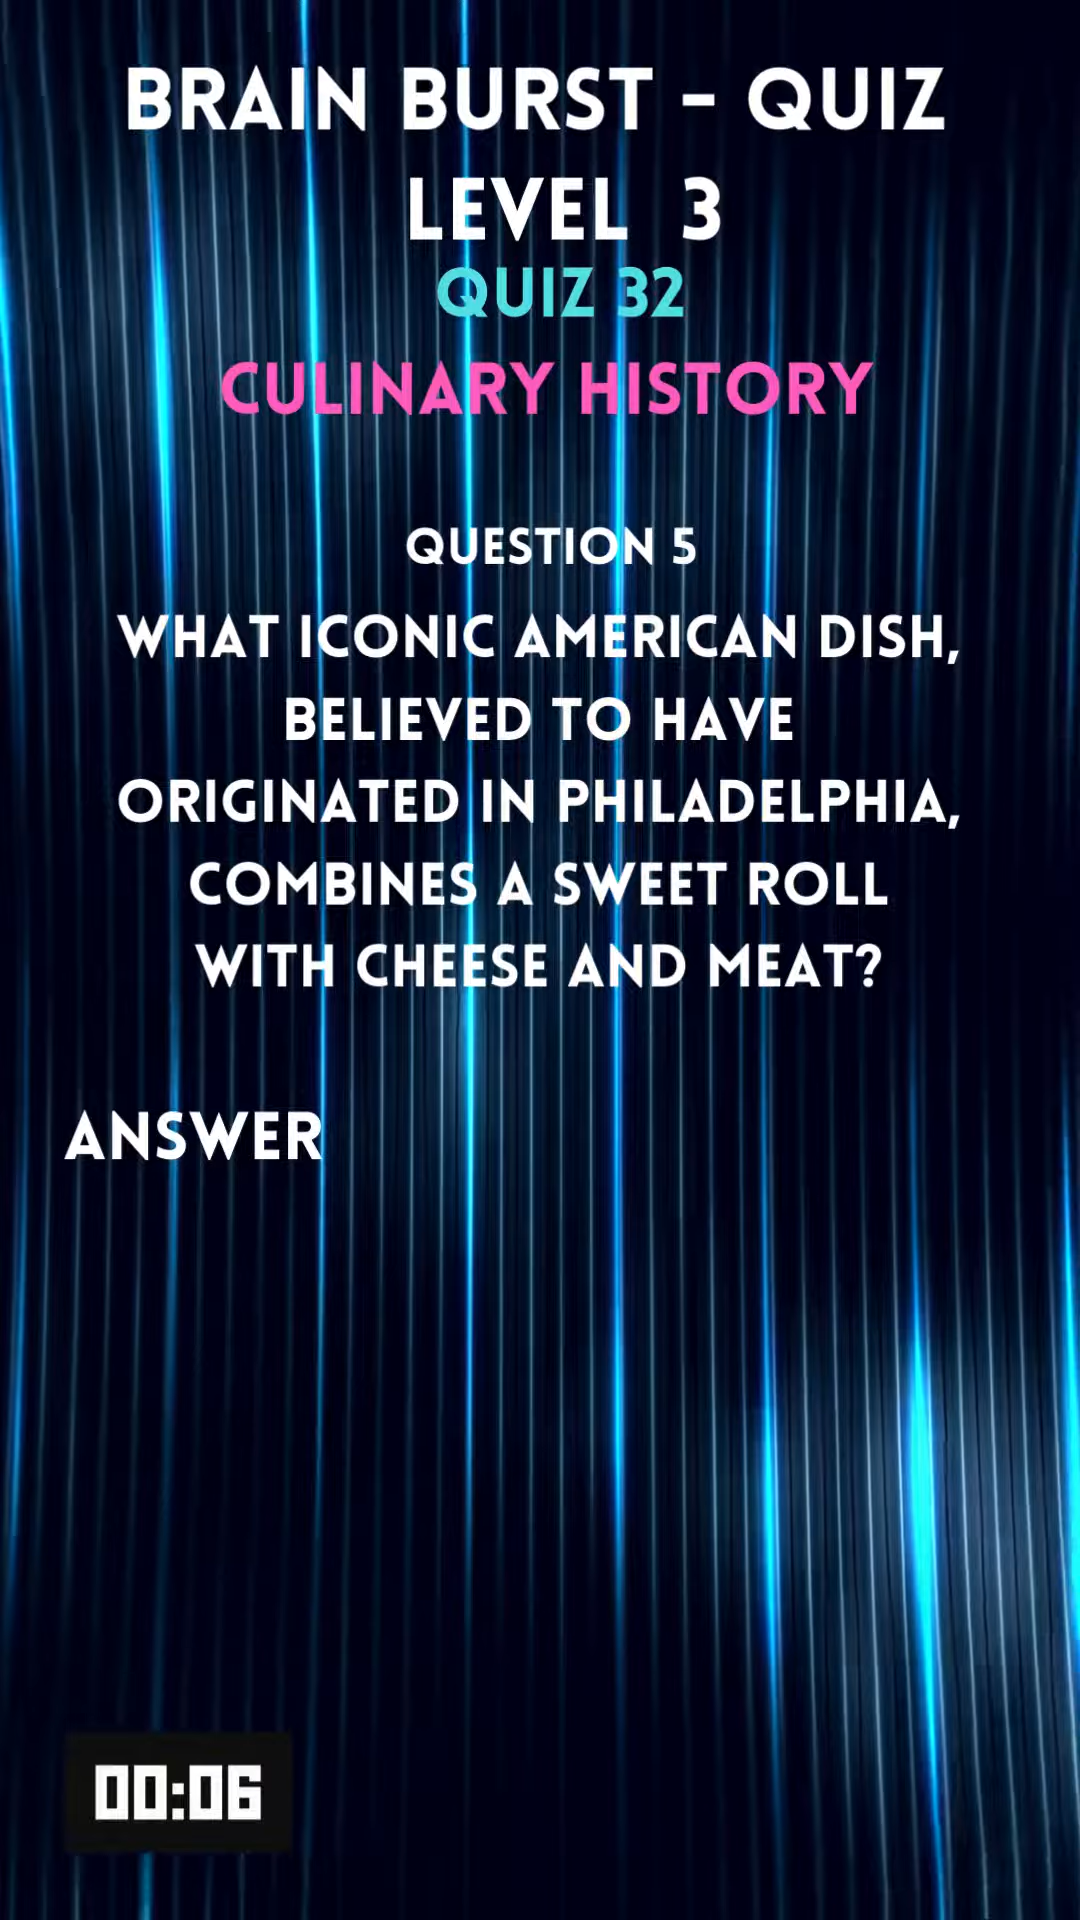 BRAIN BURST - QUIZ
LEVEL 3
QUIZ 32
CULINARY HISTORY
QUESTION 5
WHAT ICONIC AMERICAN DISH,
BELIEVED TO HAVE
ORIGINATED IN PHILADELPHIA,
COMBINES A SWEET ROLL
WITH CHEESE AND MEAT?
ANSWER
00:06